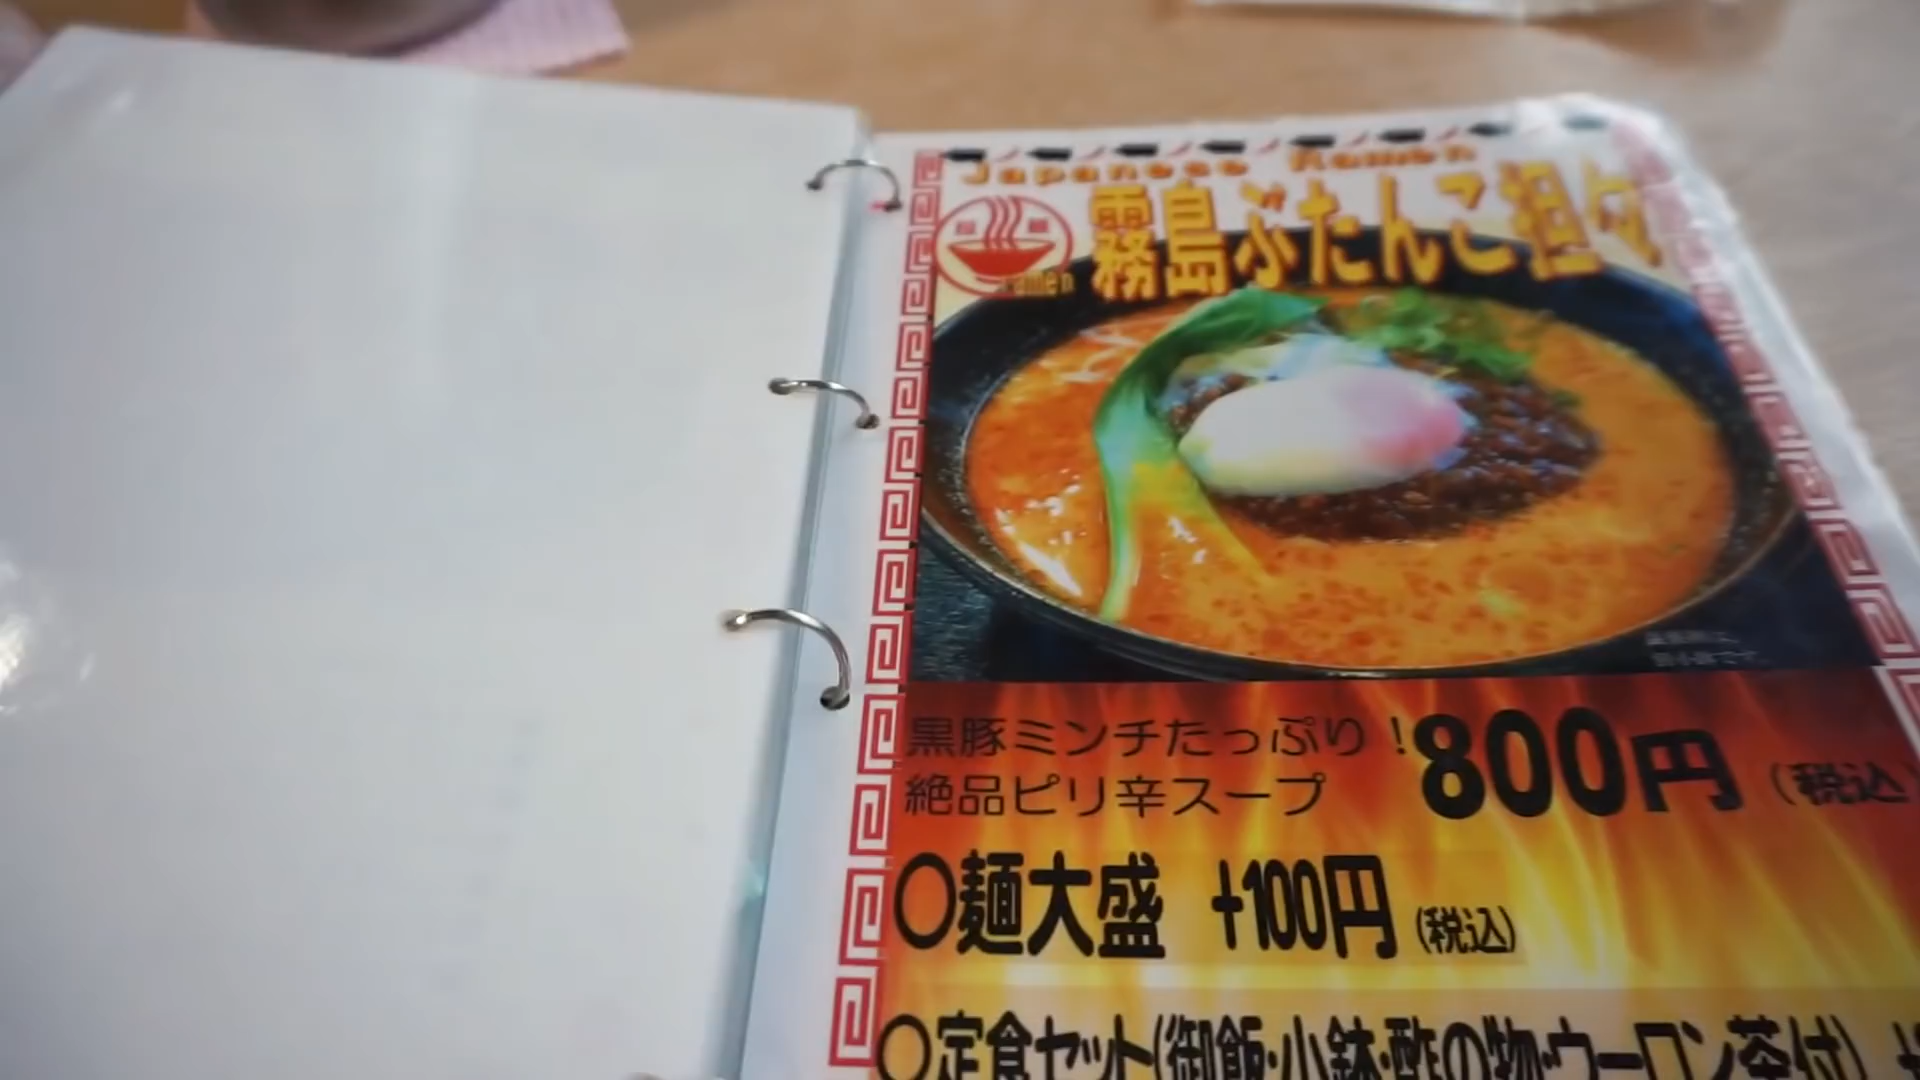 Japanese Ramen
霧島ぶたんこ担々
ramen
黒豚ミンチたっぷり!
絶品ピリ辛スープ
800円(税込)
○麺大盛 +100円(税込)
○定食セット(御飯・小鉢・酢の物・ウーロン茶付)